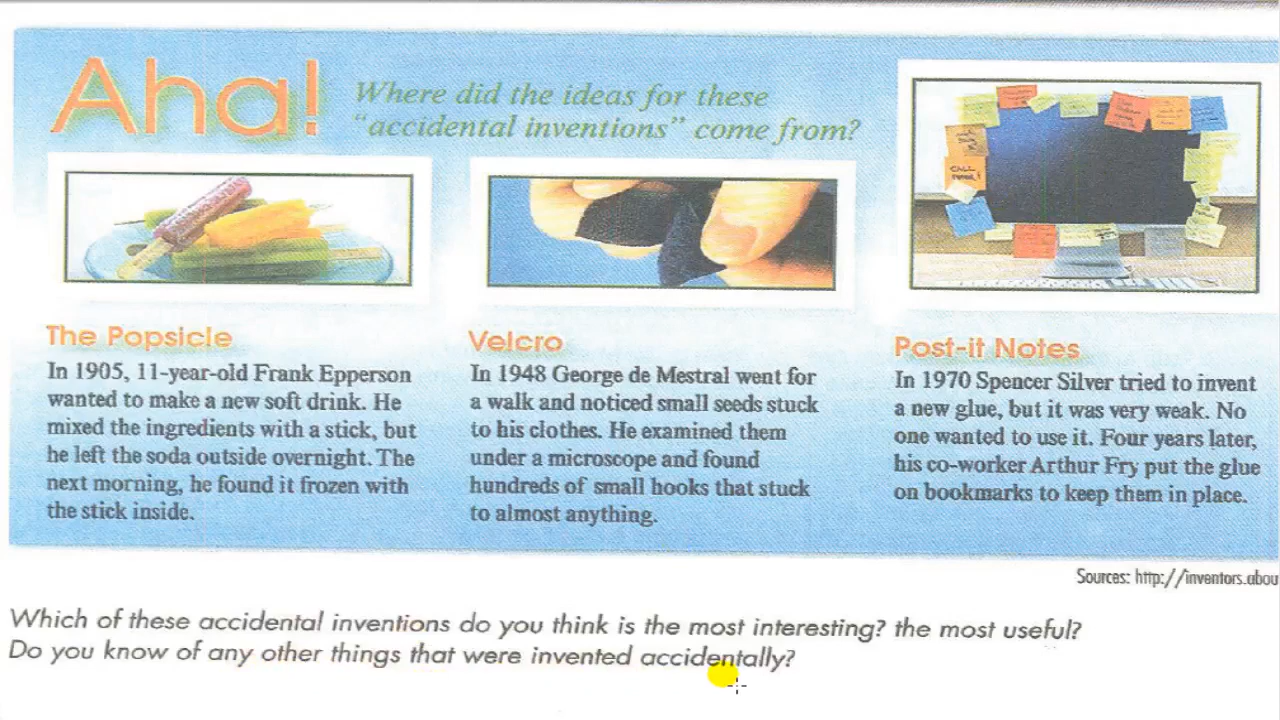 Aha!
Where did the ideas for these
"accidental inventions" come from?
The Popsicle
In 1905, 11-year-old Frank Epperson
wanted to make a new soft drink. He
mixed the ingredients with a stick, but
he left the soda outside overnight. The
next morning, he found it frozen with
the stick inside.
Velcro
In 1948 George de Mestral went for
a walk and noticed small seeds stuck
to his clothes. He examined them
under a microscope and found
hundreds of small hooks that stuck
to almost anything.
Post-it Notes
In 1970 Spencer Silver tried to invent
a new glue, but it was very weak. No
one wanted to use it. Four years later,
his co-worker Arthur Fry put the glue
on bookmarks to keep them in place.
Sources: http://inventors.abou
Which of these accidental inventions do you think is the most interesting? the most useful?
Do you know of any other things that were invented accidentally?